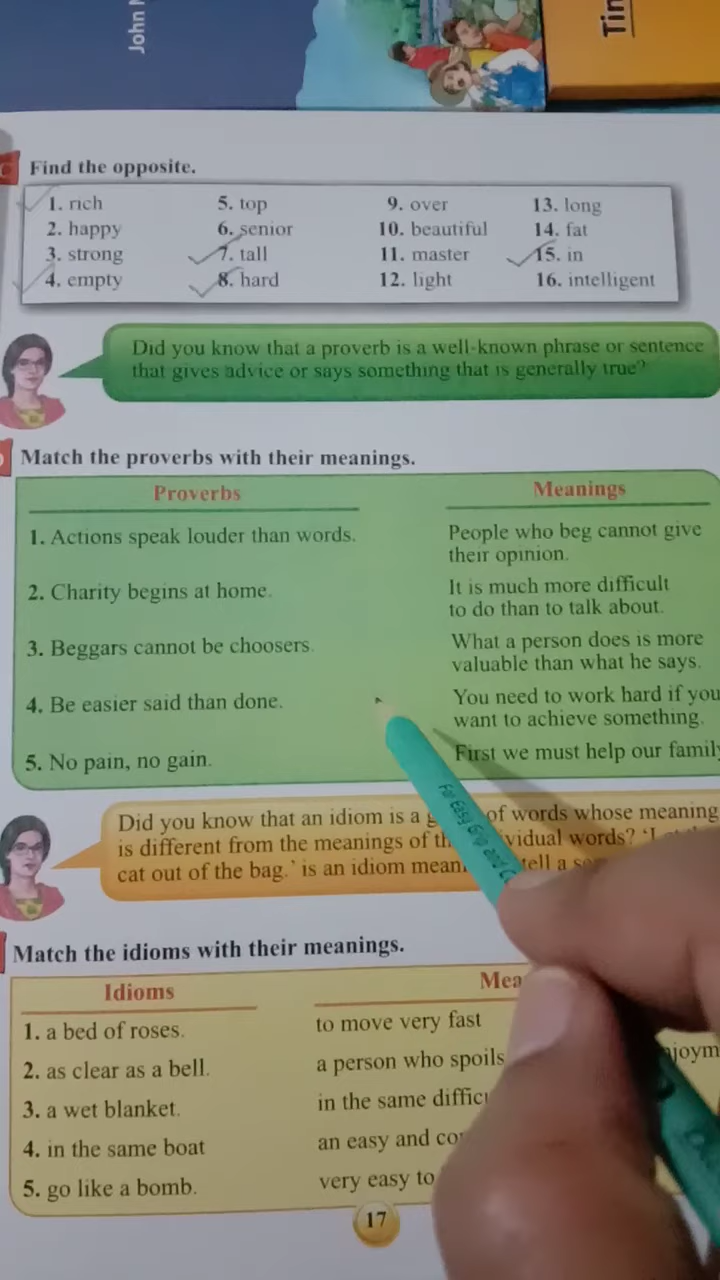 John
Tin
C Find the opposite.
1. rich 5. top 9. over 13. long
2. happy 6. senior 10. beautiful 14. fat
3. strong 7. tall 11. master 15. in
4. empty 8. hard 12. light 16. intelligent
Did you know that a proverb is a well-known phrase or sentence
that gives advice or says something that is generally true?
Match the proverbs with their meanings.
Proverbs Meanings
1. Actions speak louder than words. People who beg cannot give
their opinion.
2. Charity begins at home. It is much more difficult
to do than to talk about.
3. Beggars cannot be choosers. What a person does is more
valuable than what he says.
4. Be easier said than done. You need to work hard if you
want to achieve something.
5. No pain, no gain. First we must help our family
For Easy Grip and
Did you know that an idiom is a of words whose meaning
is different from the meanings of words?
cat out of the bag.' is an idiom tell a
Match the idioms with their meanings.
Idioms
1. a bed of roses. to move very fast
2. as clear as a bell. a person who spoils
3. a wet blanket. in the same
4. in the same boat an easy and
5. go like a bomb. very easy to
17